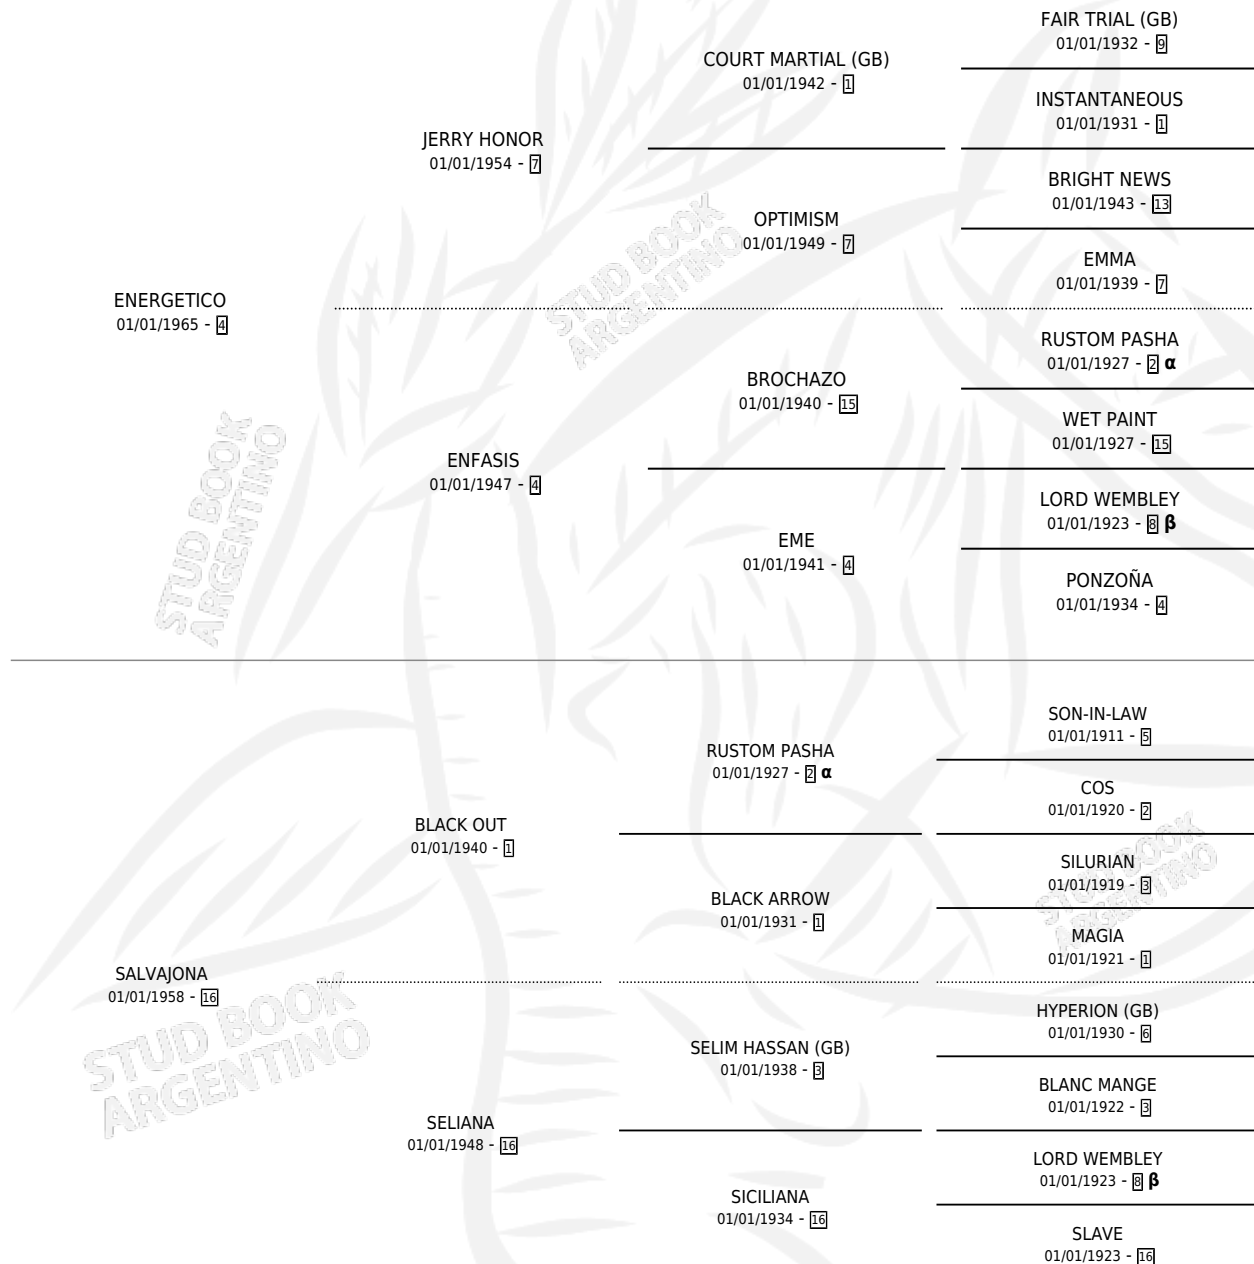 FAIR TRIAL (GB)
01/01/1932 - 9
COURT MARTIAL (GB)
01/01/1942 - 1
INSTANTANEOUS
01/01/1931 - 1
JERRY HONOR
01/01/1954 - 7
BRIGHT NEWS
01/01/1943 - 13
OPTIMISM
01/01/1949 - 7
EMMA
01/01/1939 - 7
ENERGETICO
01/01/1965 - 4
RUSTOM PASHA
01/01/1927 - 2 α
BROCHAZO
01/01/1940 - 15
WET PAINT
01/01/1927 - 15
ENFASIS
01/01/1947 - 4
LORD WEMBLEY
01/01/1923 - 8 β
EME
01/01/1941 - 4
PONZOÑA
01/01/1934 - 4
SON-IN-LAW
01/01/1911 - 5
RUSTOM PASHA
01/01/1927 - 2 α
COS
01/01/1920 - 2
BLACK OUT
01/01/1940 - 1
SILURIAN
01/01/1919 - 3
BLACK ARROW
01/01/1931 - 1
MAGIA
01/01/1921 - 1
SALVAJONA
01/01/1958 - 16
HYPERION (GB)
01/01/1930 - 6
SELIM HASSAN (GB)
01/01/1938 - 3
BLANC MANGE
01/01/1922 - 3
SELIANA
01/01/1948 - 16
LORD WEMBLEY
01/01/1923 - 8 β
SICILIANA
01/01/1934 - 16
SLAVE
01/01/1923 - 16
STUD BOOK
ARGENTINO
STUD BOOK
ARGENTINO
STUD BOOK
ARGENTINO
STUD BOOK
ARGENTINO